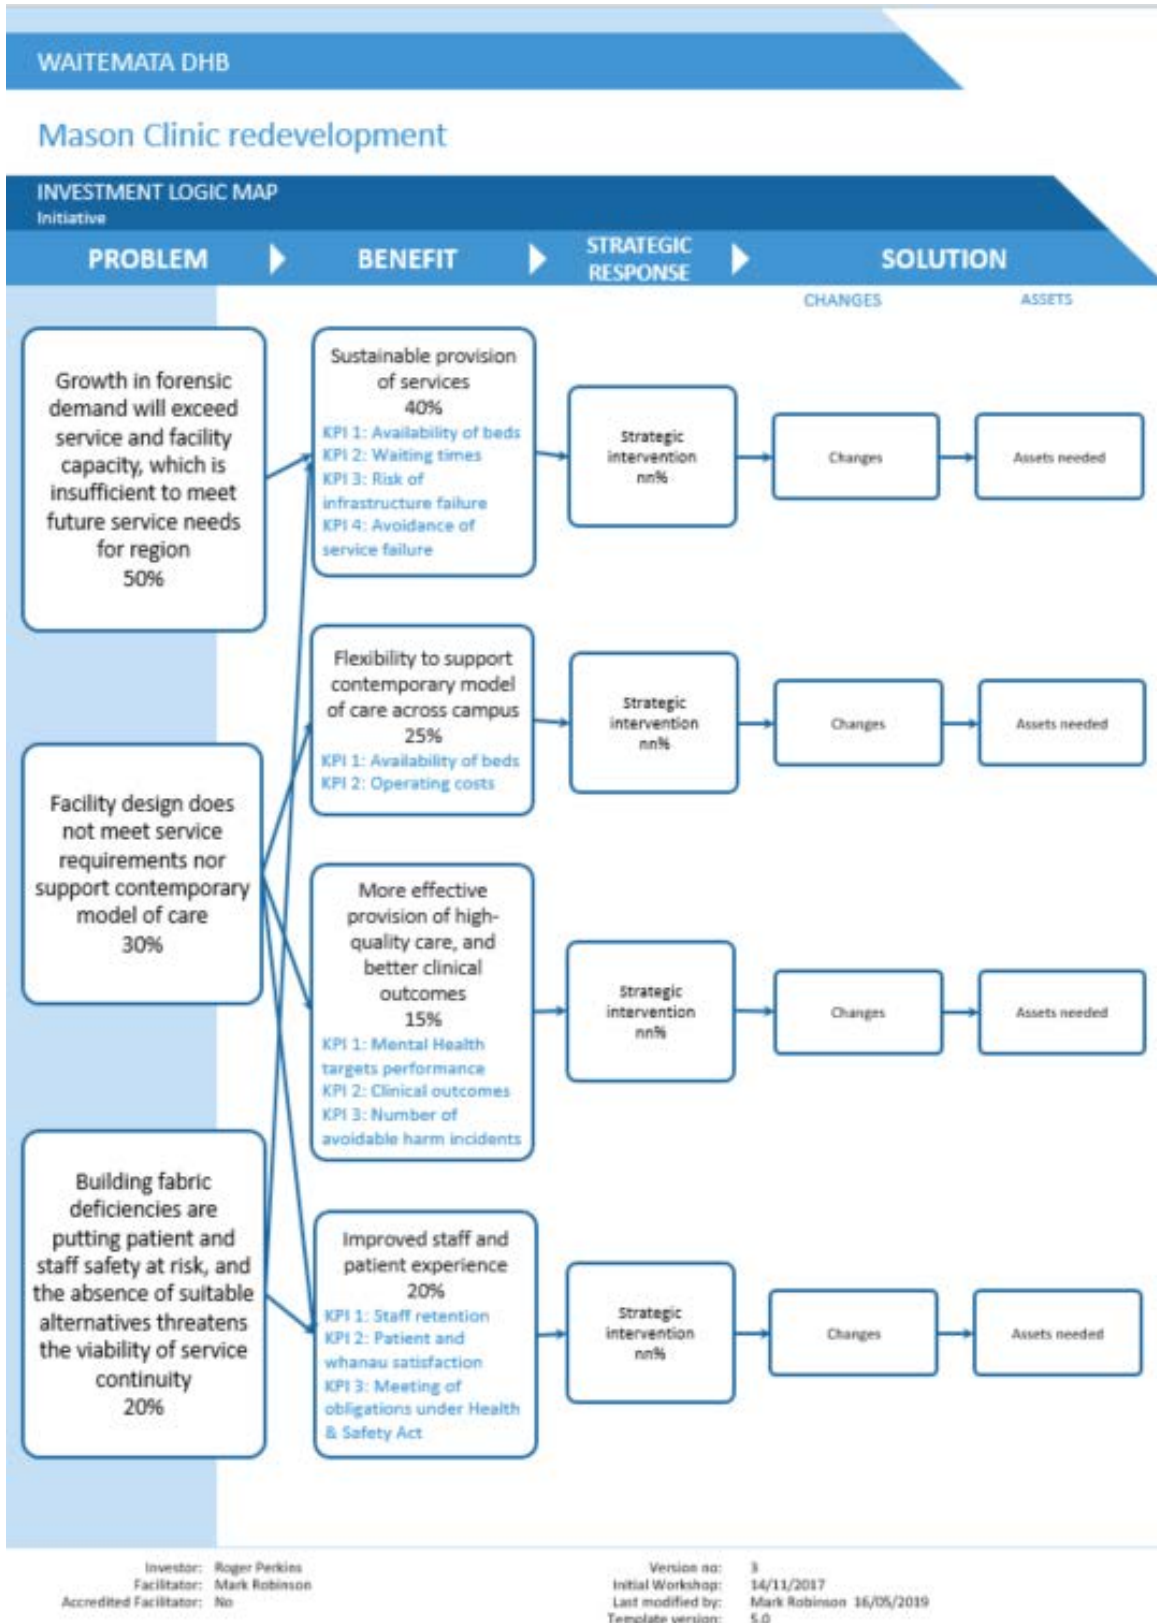 WAITEMATA DHB
Mason Clinic redevelopment
INVESTMENT LOGIC MAP
Initiative
PROBLEM
BENEFIT
STRATEGIC
RESPONSE
SOLUTION
CHANGES
ASSETS
Growth in forensic
demand will exceed
service and facility
capacity, which is
insufficient to meet
future service needs
for region
50%
Sustainable provision
of services
40%
KPI 1: Availability of beds
KPI 2: Waiting times
KPI 3: Risk of
infrastructure failure
KPI 4: Avoidance of
service failure
Strategic
intervention
nn%
Changes
Assets needed
Flexibility to support
contemporary model
of care across campus
25%
KPI 1: Availability of beds
KPI 2: Operating costs
Strategic
intervention
nn%
Changes
Assets needed
Facility design does
not meet service
requirements nor
support contemporary
model of care
30%
More effective
provision of high-
quality care, and
better clinical
outcomes
15%
KPI 1: Mental Health
targets performance
KPI 2: Clinical outcomes
KPI 3: Number of
avoidable harm incidents
Strategic
intervention
nn%
Changes
Assets needed
Building fabric
deficiencies are
putting patient and
staff safety at risk, and
the absence of suitable
alternatives threatens
the viability of service
continuity
20%
Improved staff and
patient experience
20%
KPI 1: Staff retention
KPI 2: Patient and
whanau satisfaction
KPI 3: Meeting of
obligations under Health
& Safety Act
Strategic
intervention
nn%
Changes
Assets needed
Investor: Roger Perkins
Facilitator: Mark Robinson
Accredited Facilitator: No
Version no: 3
Initial Workshop: 14/11/2017
Last modified by: Mark Robinson 16/05/2019
Template version: 5.0